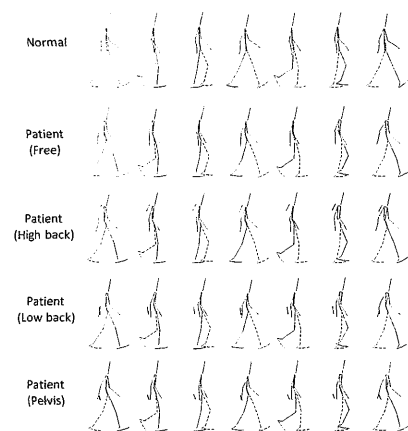 Normal
Patient
(Free)
Patient
(High back)
Patient
(Low back)
Patient
(Pelvis)